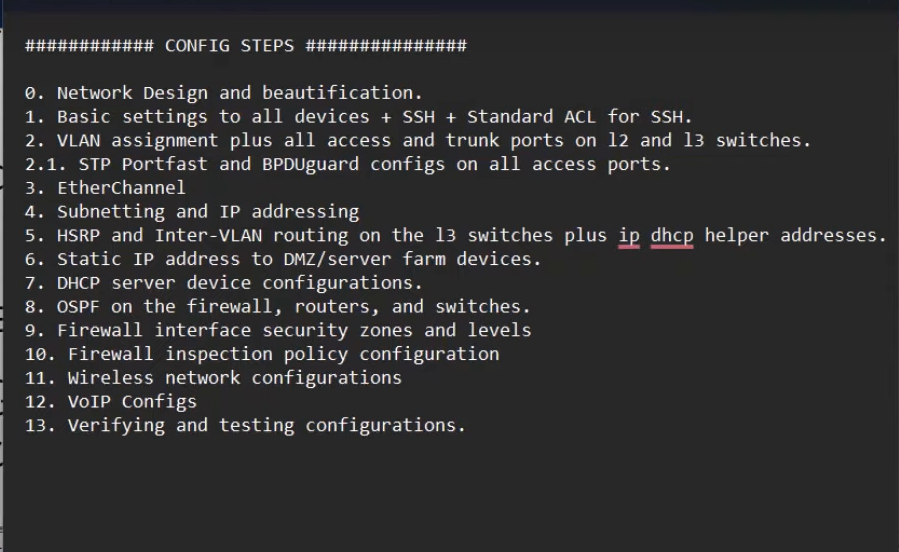 ############ CONFIG STEPS ###############
0. Network Design and beautification.
1. Basic settings to all devices + SSH + Standard ACL for SSH.
2. VLAN assignment plus all access and trunk ports on l2 and l3 switches.
2.1. STP Portfast and BPDUguard configs on all access ports.
3. EtherChannel
4. Subnetting and IP addressing
5. HSRP and Inter-VLAN routing on the l3 switches plus ip dhcp helper addresses.
6. Static IP address to DMZ/server farm devices.
7. DHCP server device configurations.
8. OSPF on the firewall, routers, and switches.
9. Firewall interface security zones and levels
10. Firewall inspection policy configuration
11. Wireless network configurations
12. VoIP Configs
13. Verifying and testing configurations.